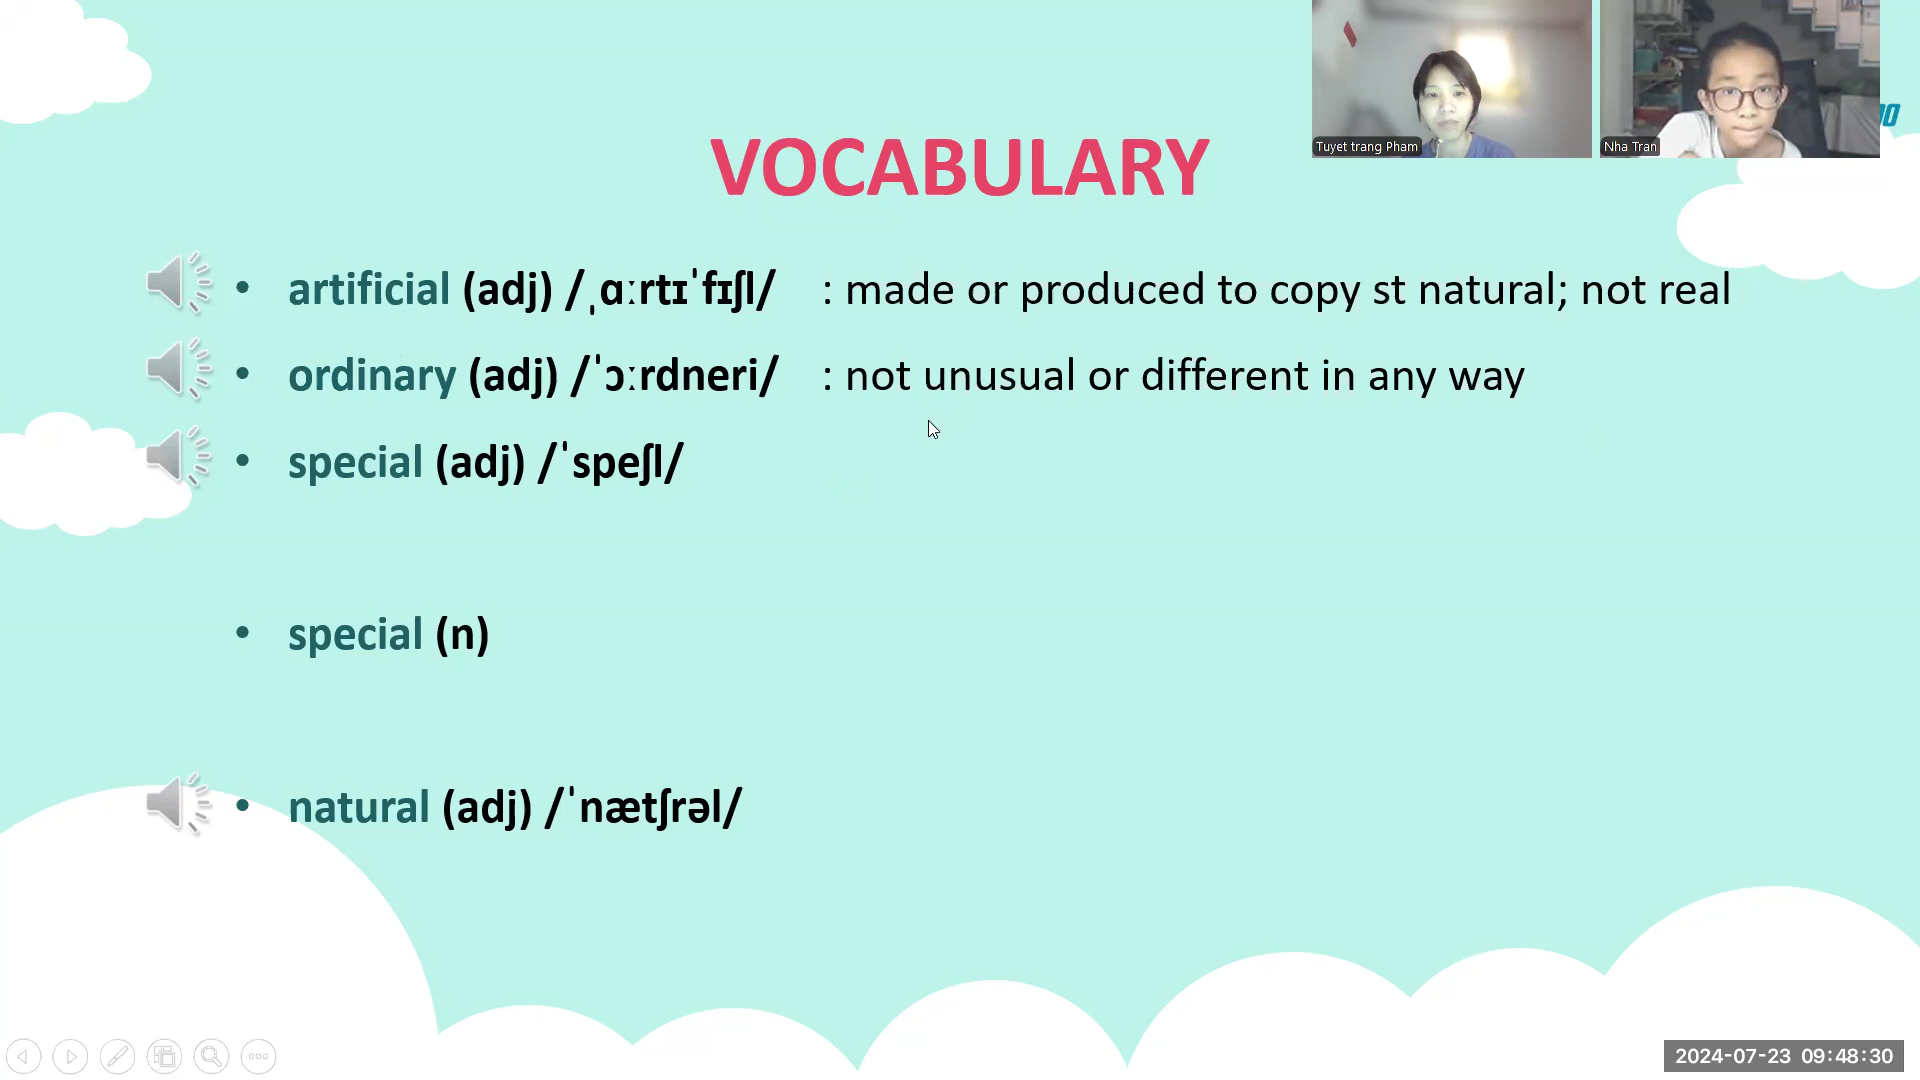 Tuyet trang Pham
Nha Tran
VOCABULARY
• artificial (adj) /ˌɑːrtɪˈfɪʃl/ : made or produced to copy st natural; not real
• ordinary (adj) /ˈɔːrdneri/ : not unusual or different in any way
• special (adj) /ˈspeʃl/
• special (n)
• natural (adj) /ˈnætʃrəl/
2024-07-23 09:48:30